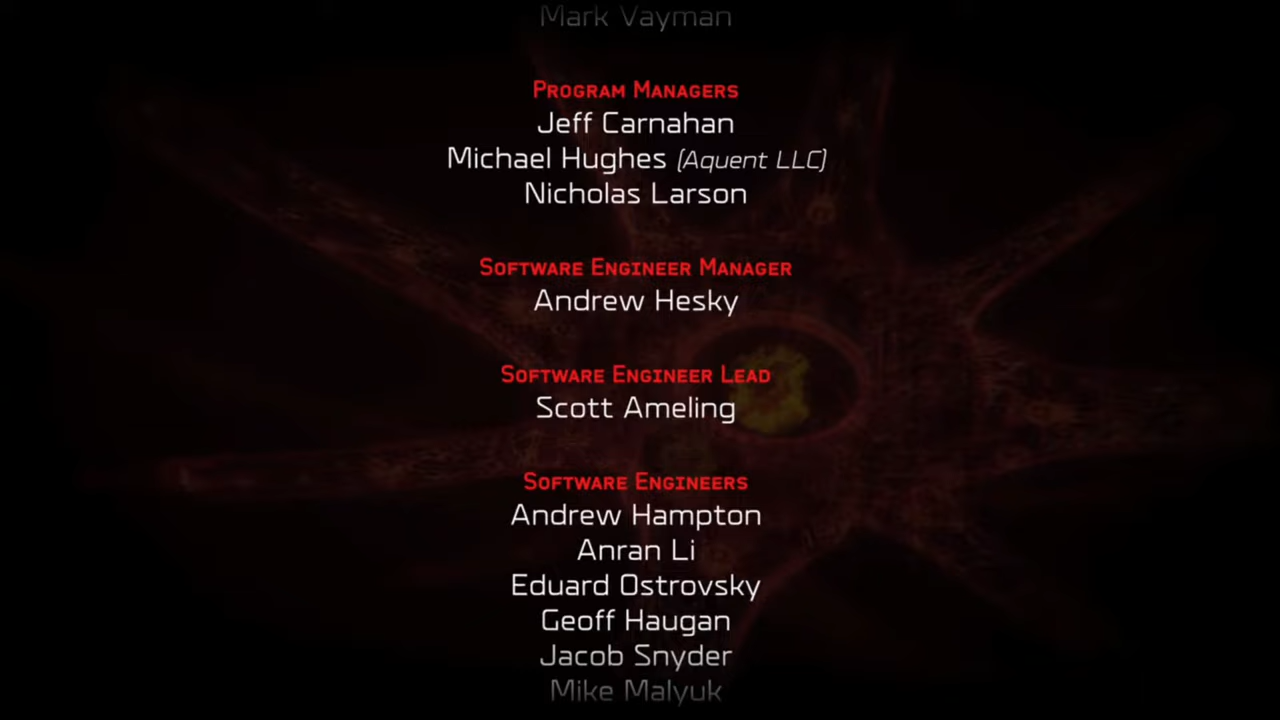 Mark Vayman
Program Managers
Jeff Carnahan
Michael Hughes (Aquent LLC)
Nicholas Larson
Software Engineer Manager
Andrew Hesky
Software Engineer Lead
Scott Ameling
Software Engineers
Andrew Hampton
Anran Li
Eduard Ostrovsky
Geoff Haugan
Jacob Snyder
Mike Malyuk